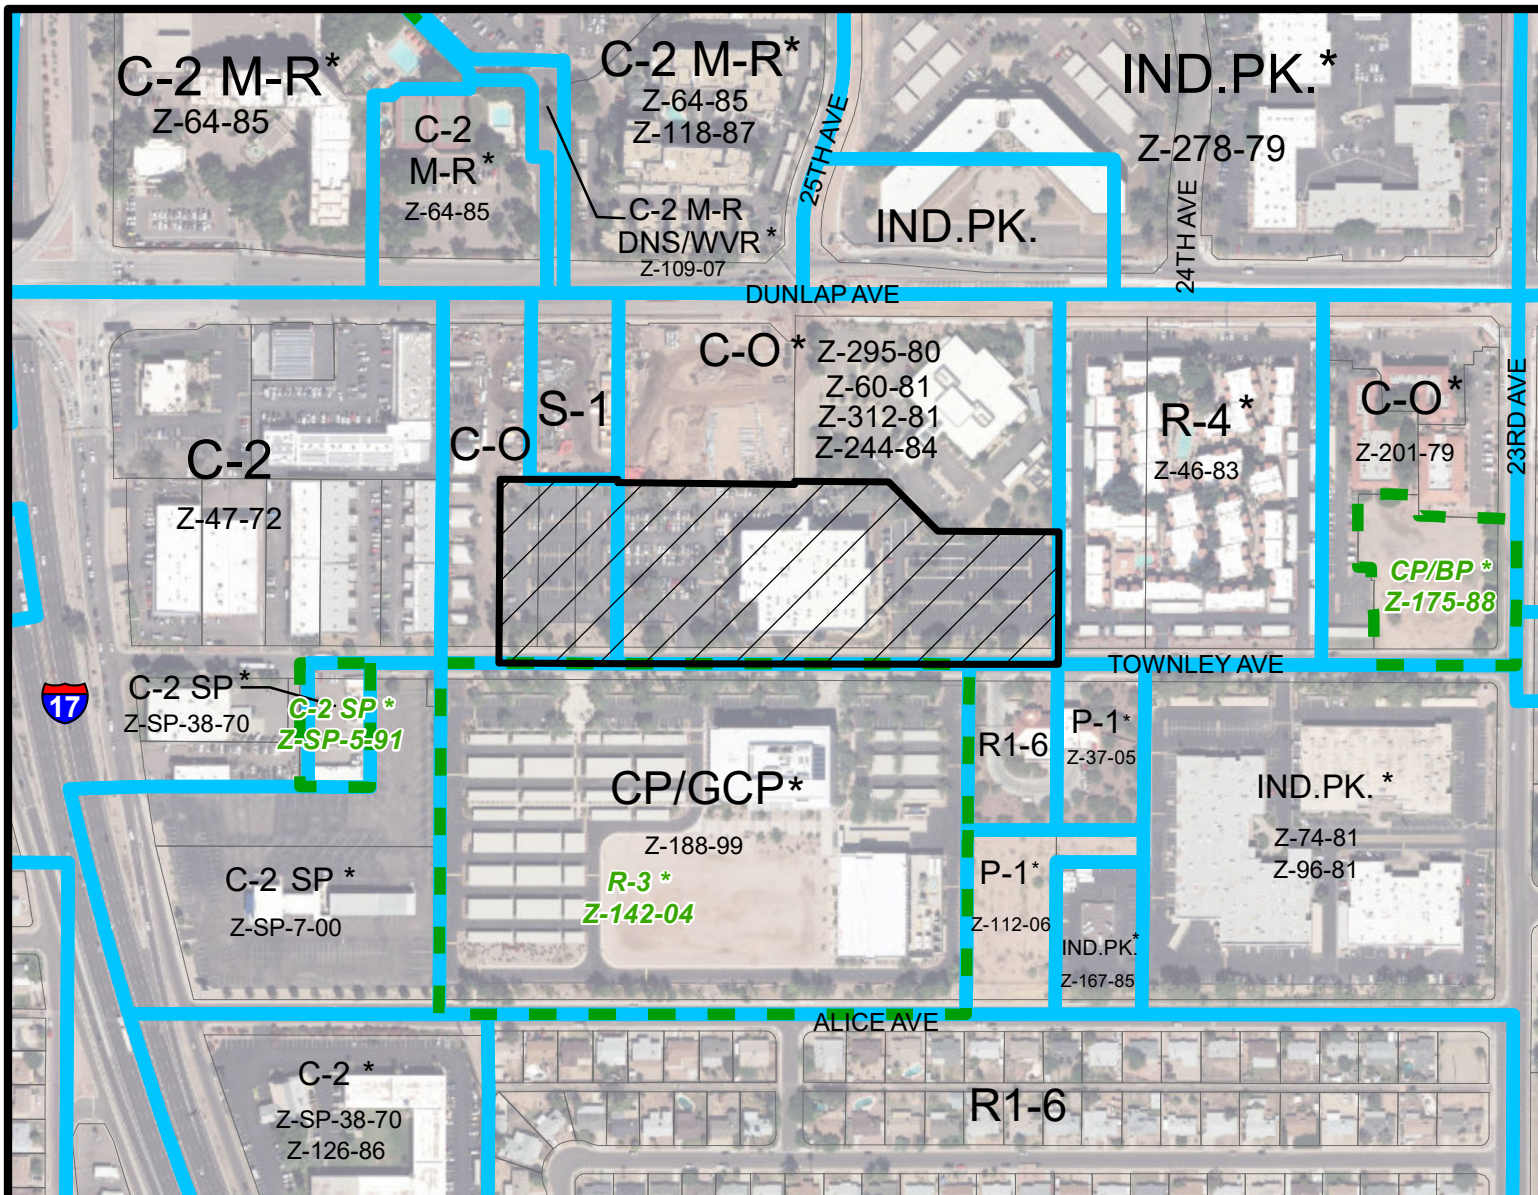 C-2 M-R*
Z-64-85
C-2
M-R*
Z-64-85
C-2 M-R*
Z-64-85
Z-118-87
C-2 M-R
DNS/WVR*
Z-109-07
25TH AVE
IND.PK.*
Z-278-79
IND.PK.
24TH AVE
DUNLAP AVE
C-2
Z-47-72
C-O
S-1
C-O* Z-295-80
Z-60-81
Z-312-81
Z-244-84
R-4*
Z-46-83
C-O*
Z-201-79
23RD AVE
CP/BP *
Z-175-88
TOWNLEY AVE
17
C-2 SP*
Z-SP-38-70
C-2 SP *
Z-SP-5-91
CP/GCP*
Z-188-99
R-3 *
Z-142-04
R1-6
P-1*
Z-37-05
IND.PK. *
Z-74-81
Z-96-81
C-2 SP *
Z-SP-7-00
P-1*
Z-112-06
IND.PK.*
Z-167-85
ALICE AVE
C-2 *
Z-SP-38-70
Z-126-86
R1-6